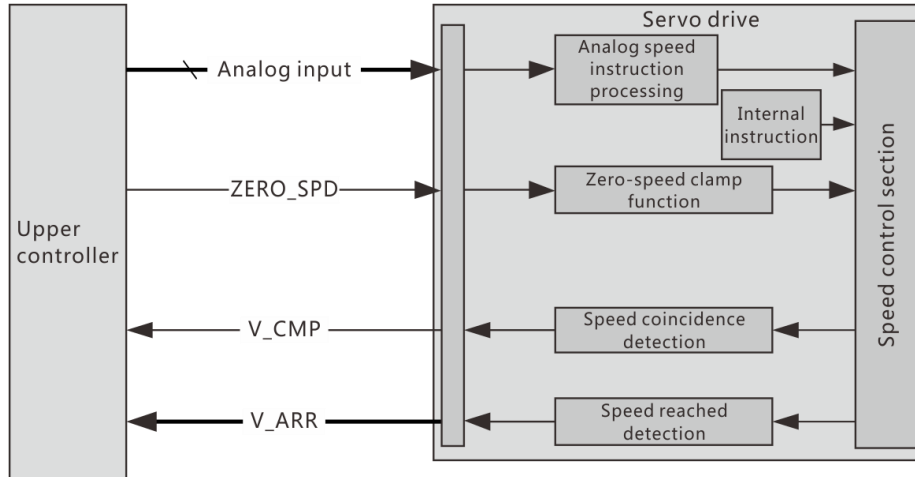 Servo drive
Analog input
Analog speed
instruction
processing
Internal
instruction
ZERO_SPD
Zero-speed clamp
function
Upper
controller
Speed control section
V_CMP
Speed coincidence
detection
V_ARR
Speed reached
detection